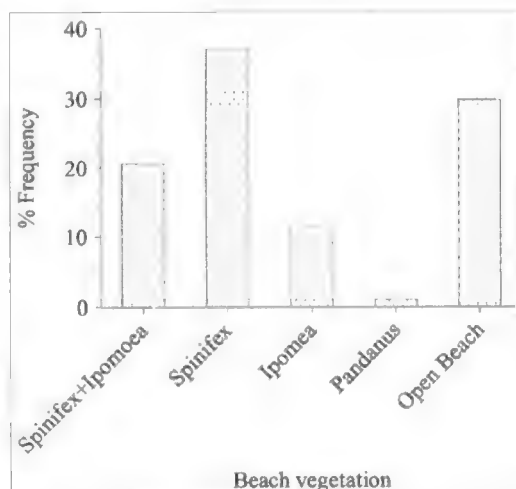 40
30
20
10
0
% Frequency
Spinifex+Ipomoea
Spinifex
Ipomea
Pandanus
Open Beach
Beach vegetation